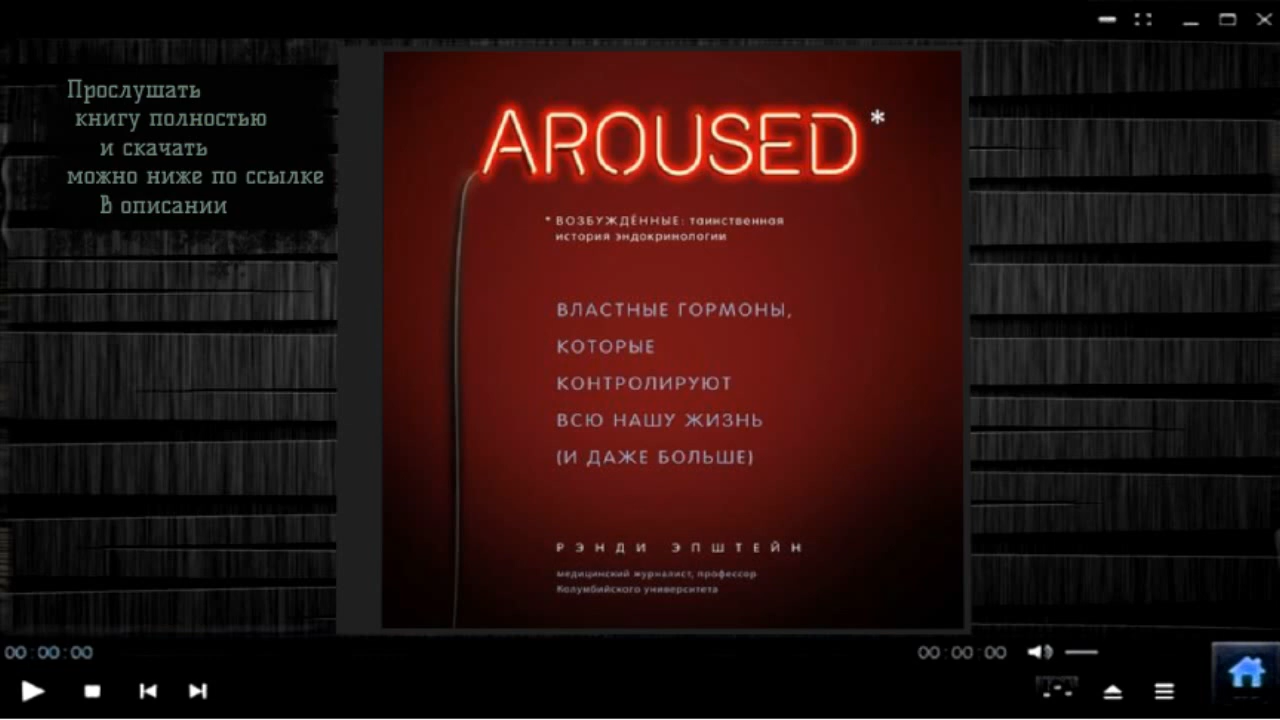 Прослушать
книгу полностью
и скачать
можно ниже по ссылке
В описании
AROUSED*
* ВОЗБУЖДЁННЫЕ: таинственная
история эндокринологии
ВЛАСТНЫЕ ГОРМОНЫ,
КОТОРЫЕ
КОНТРОЛИРУЮТ
ВСЮ НАШУ ЖИЗНЬ
(И ДАЖЕ БОЛЬШЕ)
РЭНДИ ЭПШТЕЙН
медицинский журналист, профессор
Колумбийского университета
00:00:00
00:00:00